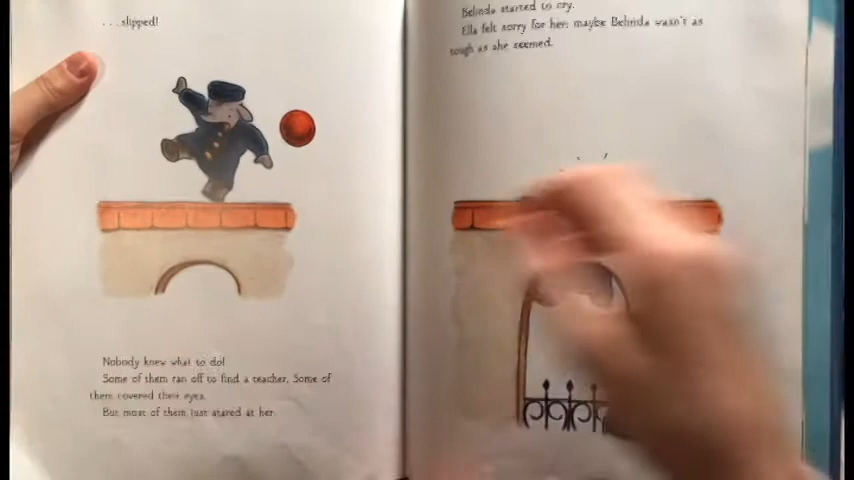 . . . slipped!
Nobody knew what to do!
Some of them ran off to find a teacher. Some of
them covered their eyes.
But most of them just stared at her.
Belinda started to cry.
Ella felt sorry for her: maybe Belinda wasn't as
tough as she seemed.